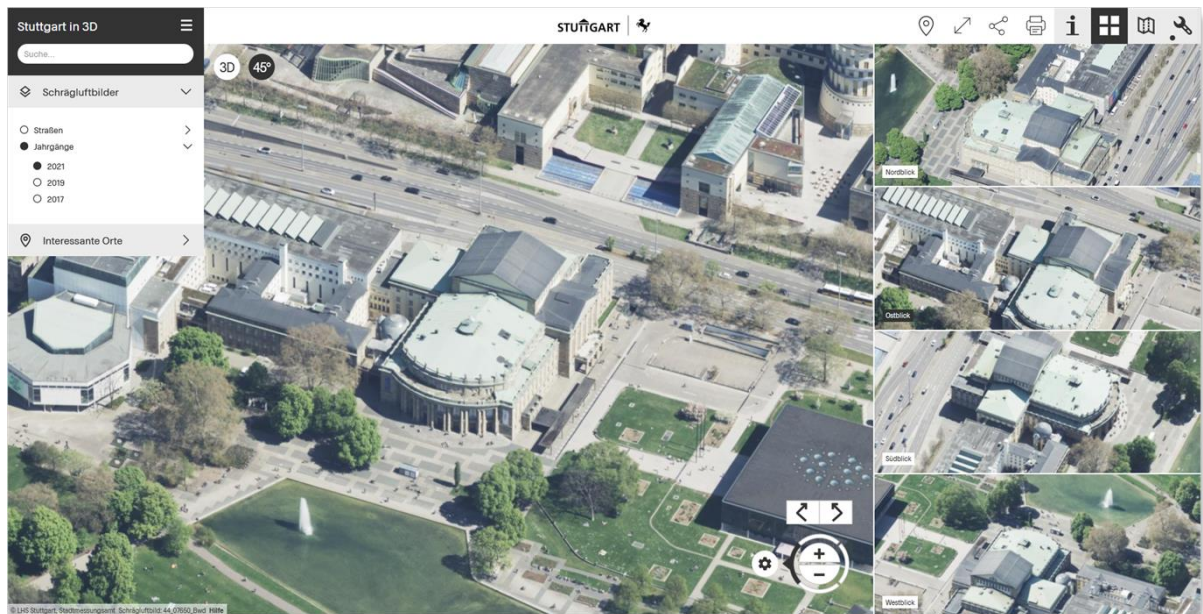 Stuttgart in 3D
STUTTGART
Suche...
3D
45°
Schrägluftbilder
Straßen
Jahrgänge
2021
2019
2017
Interessante Orte
Nordblick
Ostblick
Südblick
Westblick
© LHS Stuttgart, Stadtmessungsamt Schrägluftbild: 44_07650_Bwd Hilfe